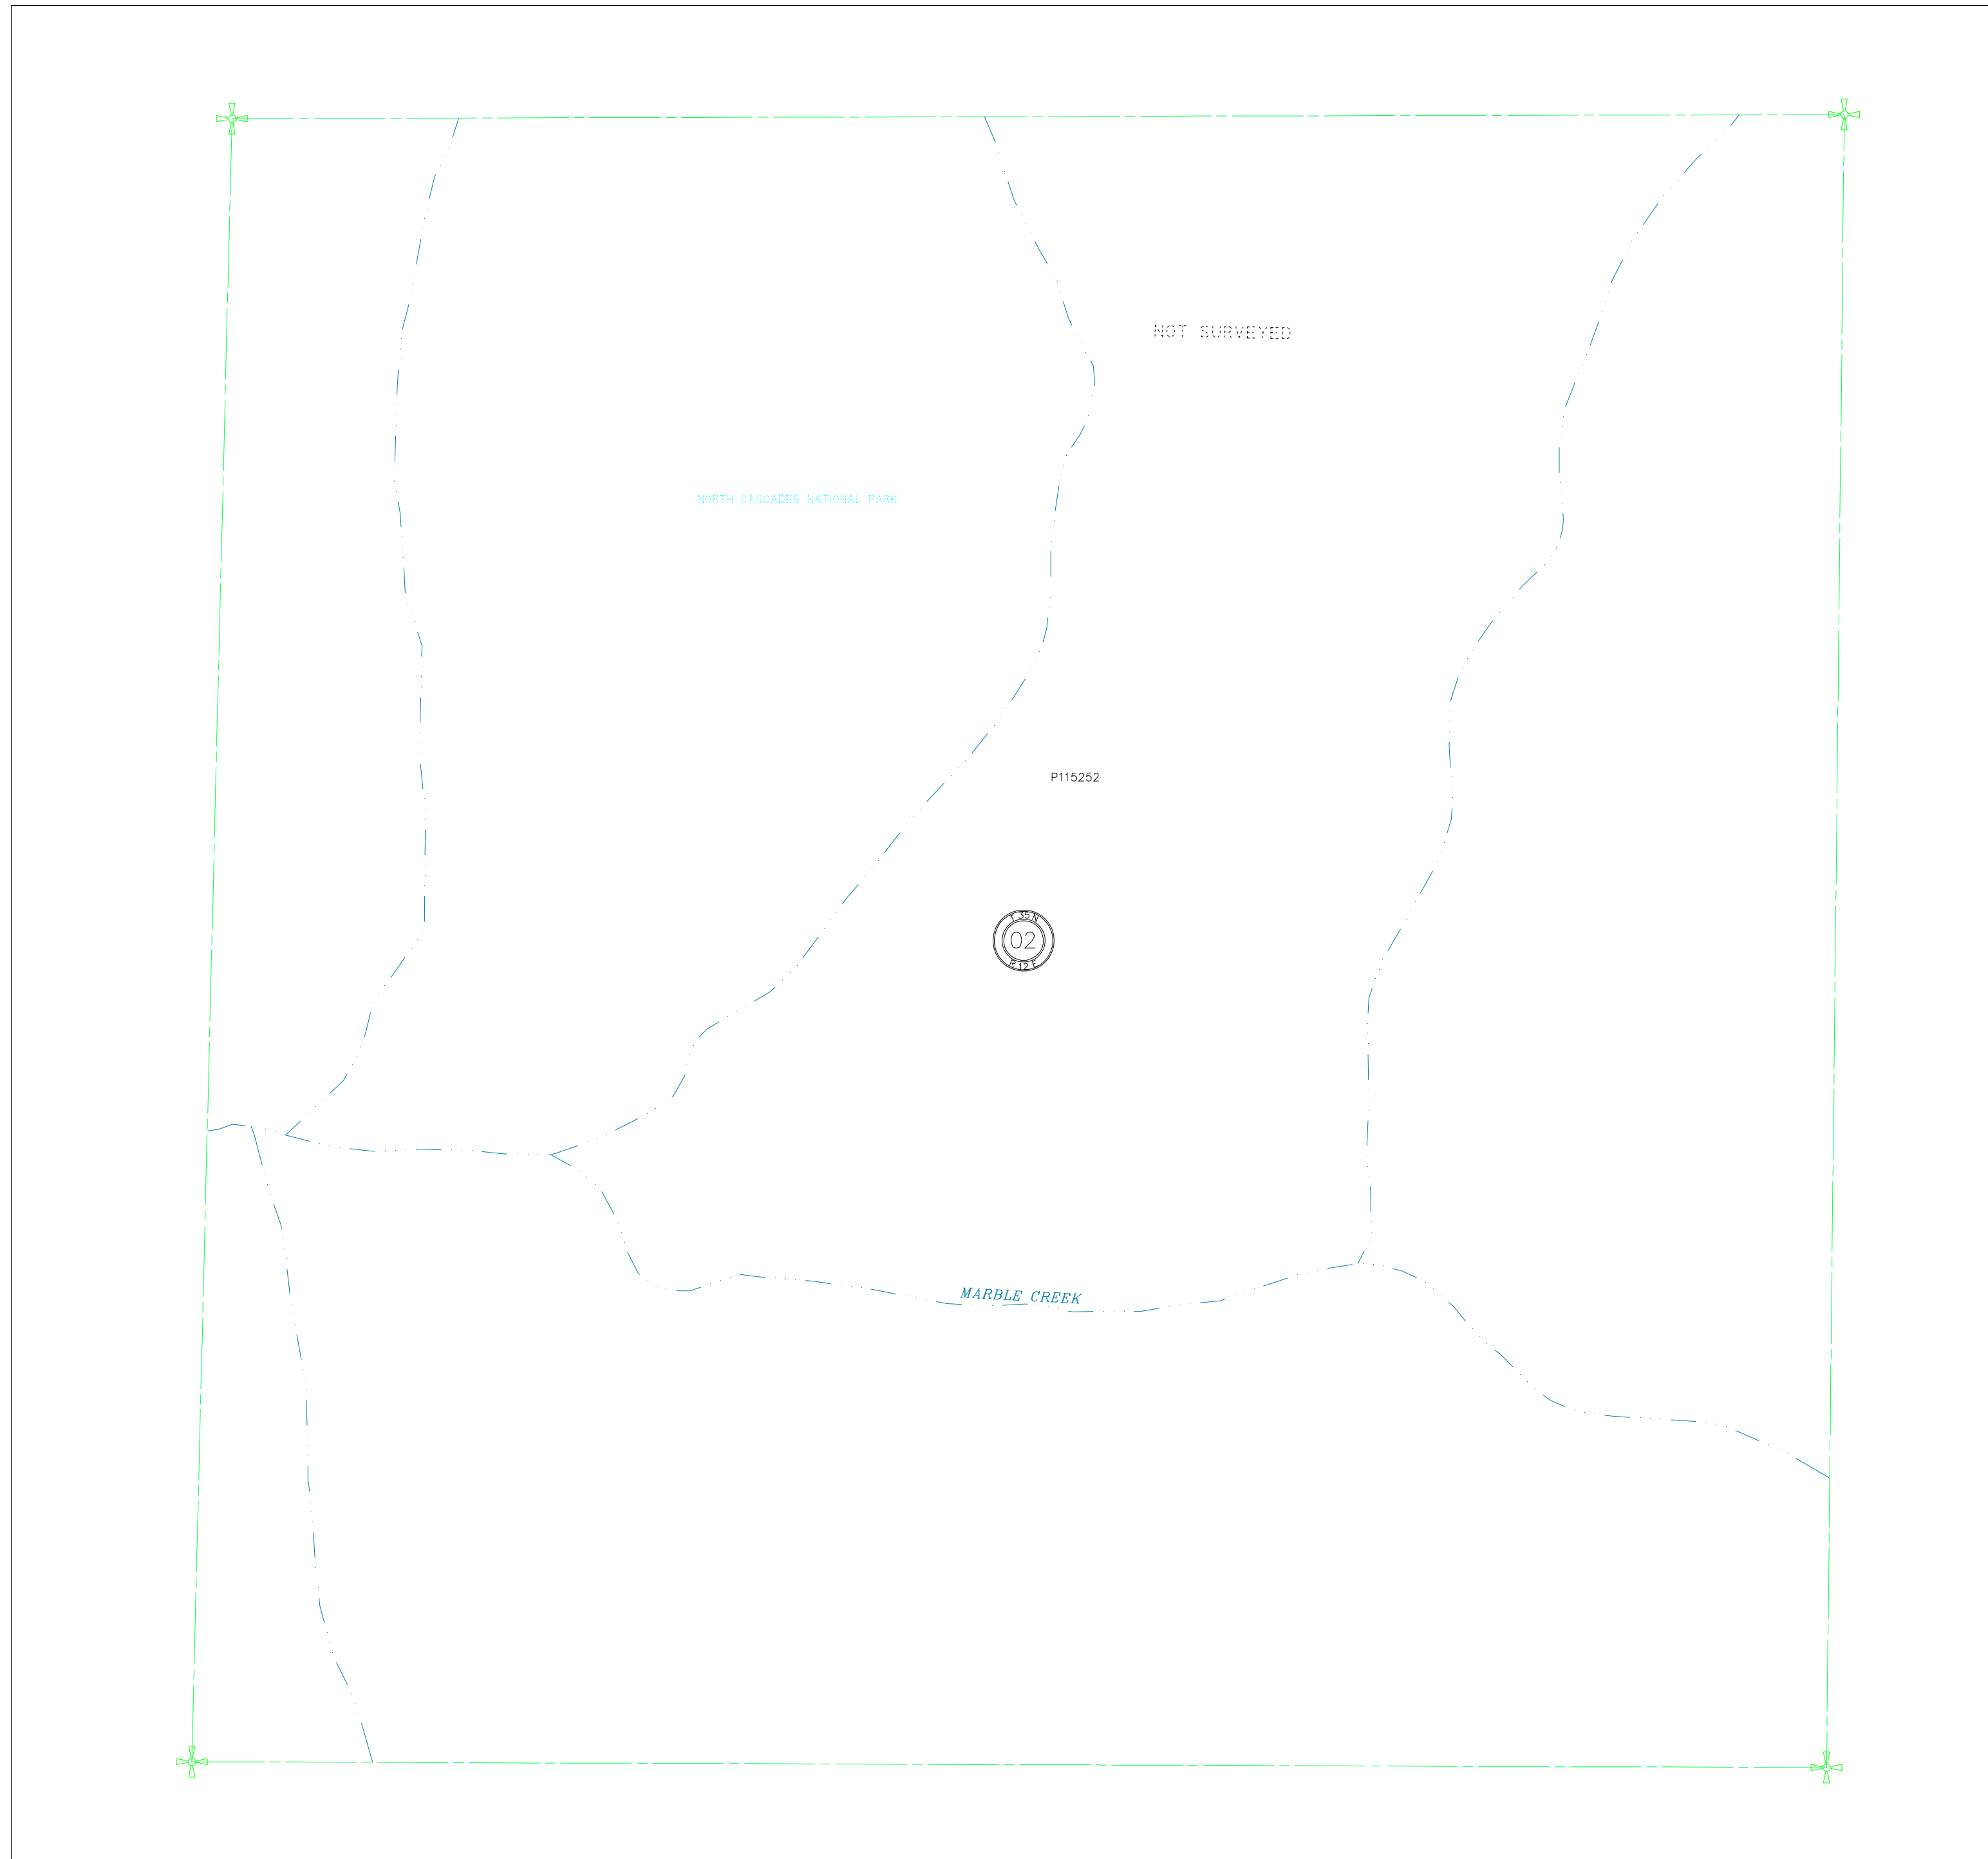 NOT SURVEYED
NORTH CASCADES NATIONAL PARK
P115252
T 35 N
02
R 12 E
MARBLE CREEK